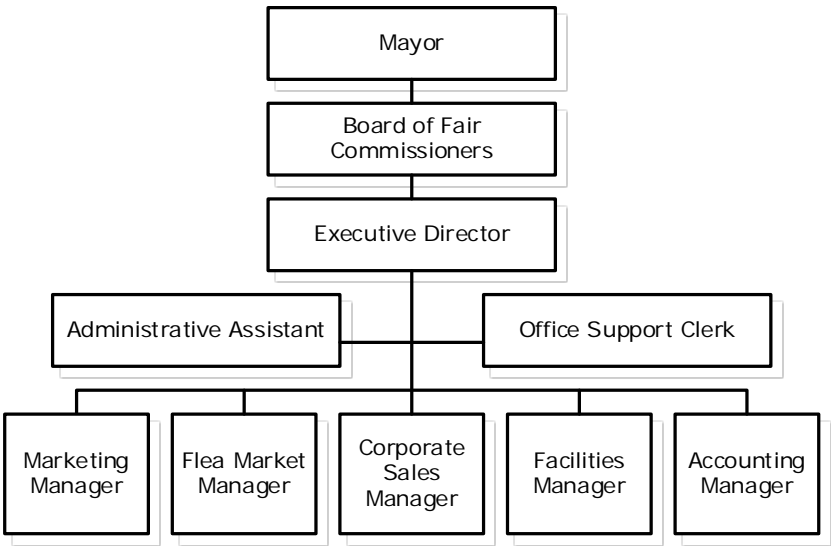 Mayor
Board of Fair
Commissioners
Executive Director
Administrative Assistant
Office Support Clerk
Marketing
Manager
Flea Market
Manager
Corporate
Sales
Manager
Facilities
Manager
Accounting
Manager